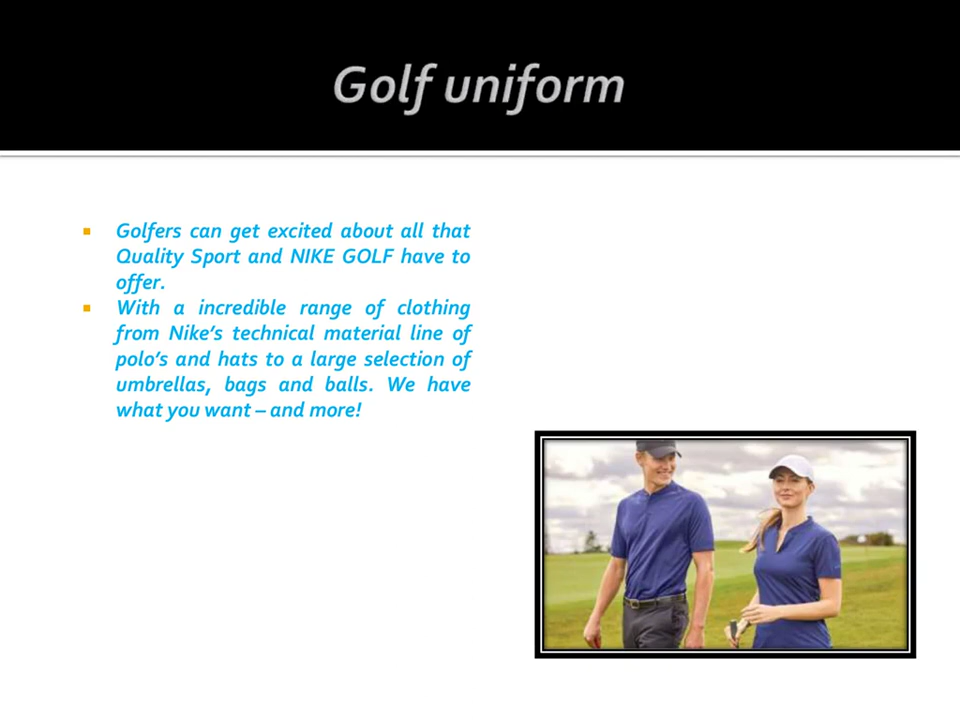 Golf uniform
Golfers can get excited about all that
Quality Sport and NIKE GOLF have to
offer.
With a incredible range of clothing
from Nike’s technical material line of
polo’s and hats to a large selection of
umbrellas, bags and balls. We have
what you want – and more!